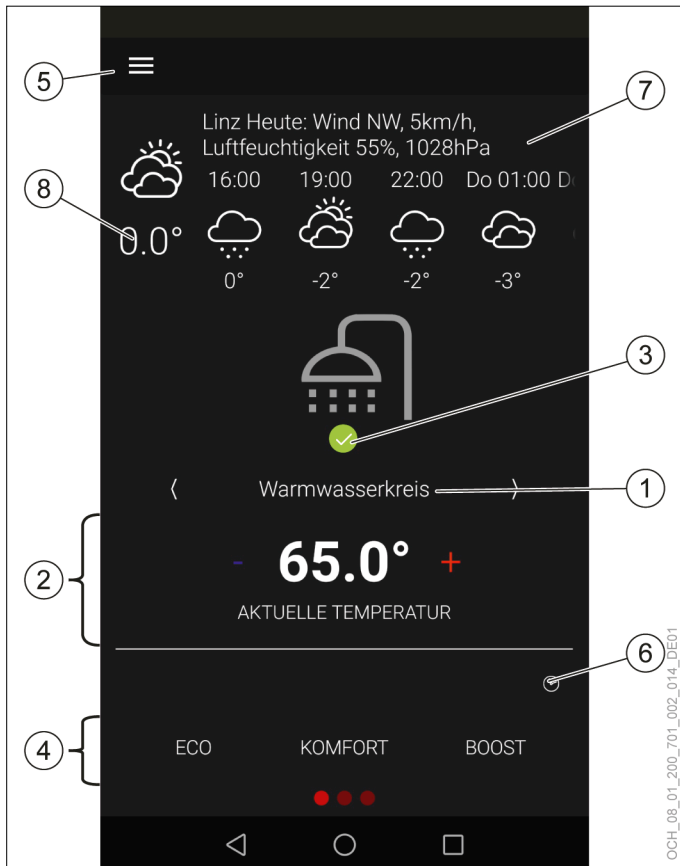 5
Linz Heute: Wind NW, 5km/h,
Luftfeuchtigkeit 55%, 1028hPa
7
16:00 19:00 22:00 Do 01:00
8
0.0°
0° -2° -2° -3°
3
⟨ Warmwasserkreis ⟩
1
2
- 65.0° +
AKTUELLE TEMPERATUR
6
4
ECO KOMFORT BOOST
OCH_08_01_200_701_002_014_DE01